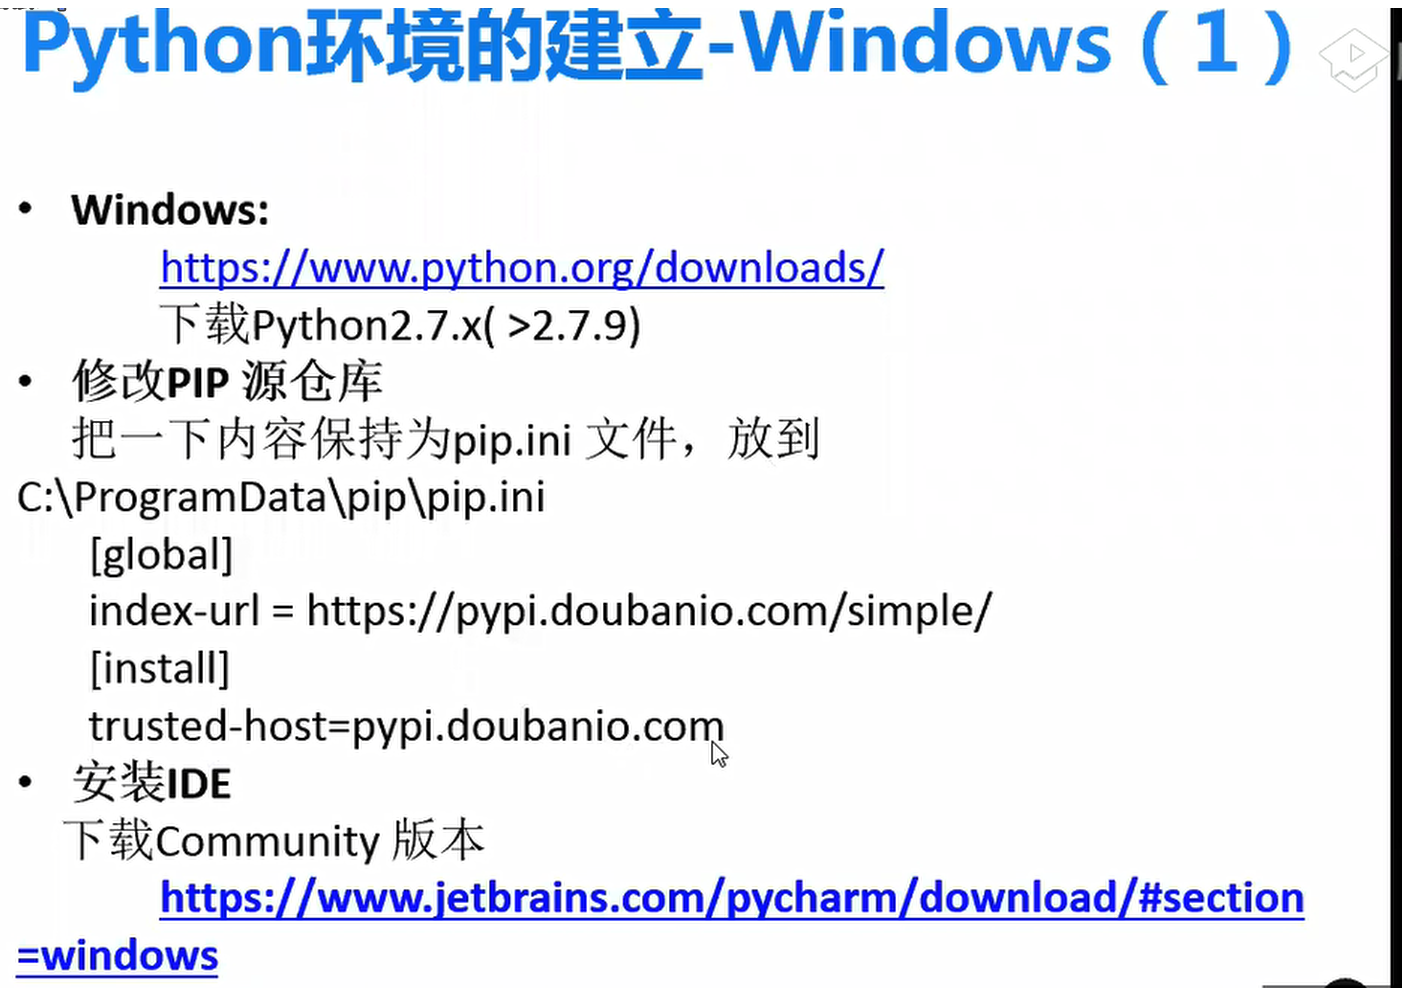 Python环境的建立-Windows（1）
• Windows:
https://www.python.org/downloads/
下载Python2.7.x( >2.7.9)
• 修改PIP 源仓库
把一下内容保持为pip.ini 文件，放到
C:\ProgramData\pip\pip.ini
[global]
index-url = https://pypi.doubanio.com/simple/
[install]
trusted-host=pypi.doubanio.com
• 安装IDE
下载Community 版本
https://www.jetbrains.com/pycharm/download/#section
=windows